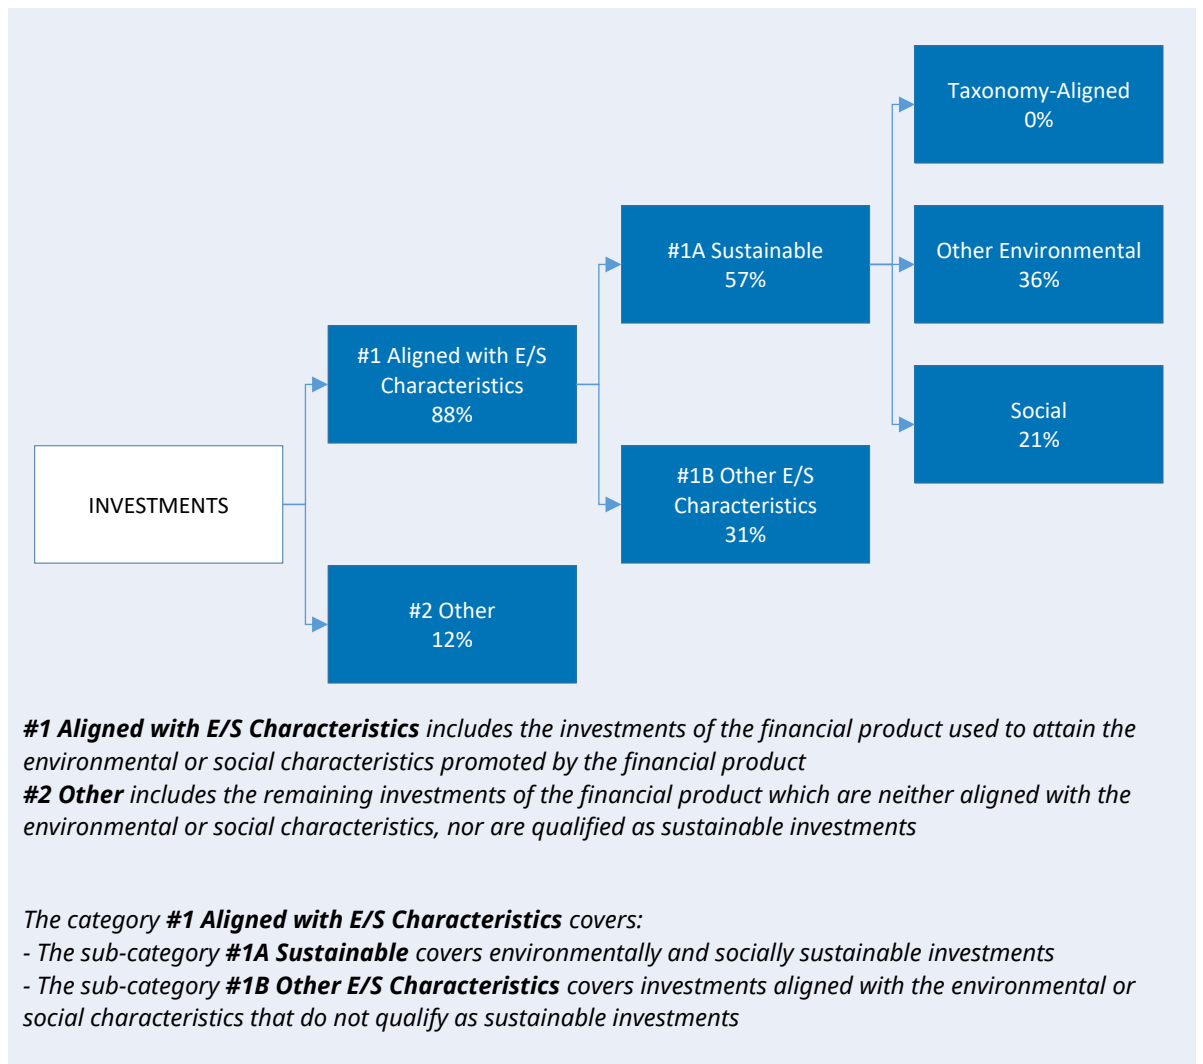 Taxonomy-Aligned
0%
#1A Sustainable
57%
Other Environmental
36%
#1 Aligned with E/S
Characteristics
88%
Social
21%
INVESTMENTS
#1B Other E/S
Characteristics
31%
#2 Other
12%
#1 Aligned with E/S Characteristics includes the investments of the financial product used to attain the
environmental or social characteristics promoted by the financial product
#2 Other includes the remaining investments of the financial product which are neither aligned with the
environmental or social characteristics, nor are qualified as sustainable investments
The category #1 Aligned with E/S Characteristics covers:
- The sub-category #1A Sustainable covers environmentally and socially sustainable investments
- The sub-category #1B Other E/S Characteristics covers investments aligned with the environmental or
social characteristics that do not qualify as sustainable investments